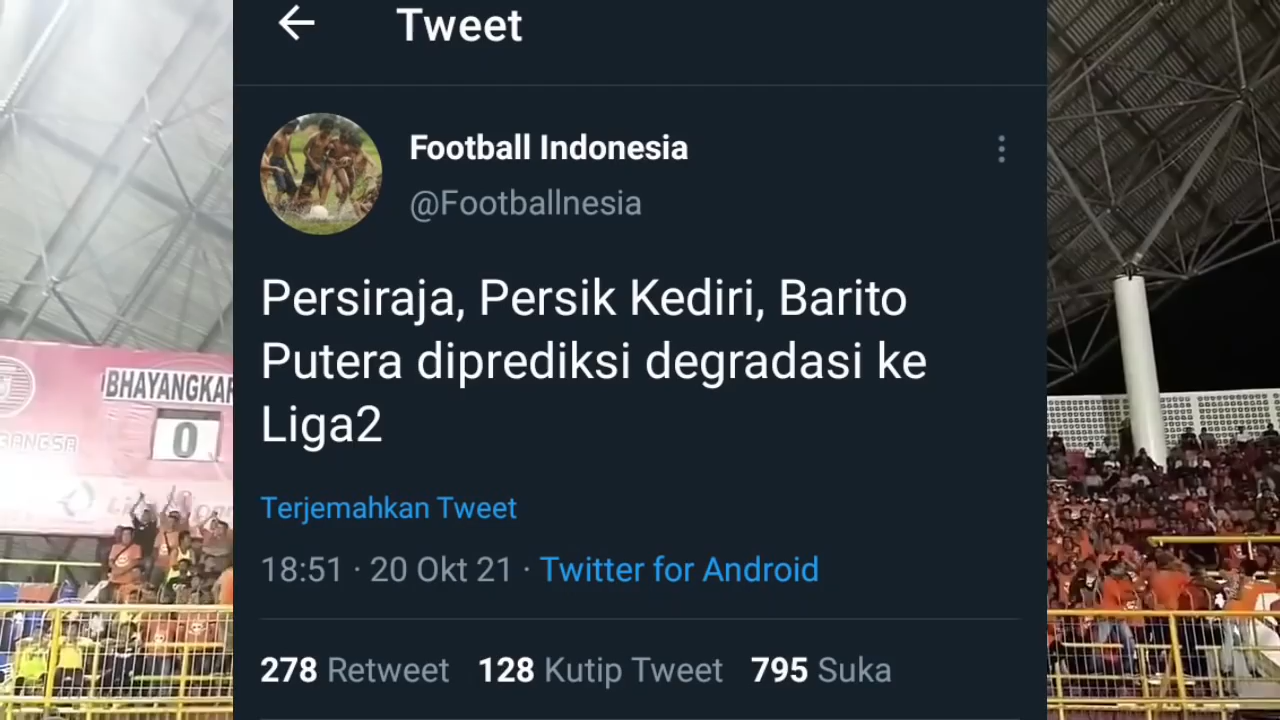 Tweet
Football Indonesia
@Footballnesia
Persiraja, Persik Kediri, Barito
Putera diprediksi degradasi ke
Liga2
Terjemahkan Tweet
18:51 · 20 Okt 21 · Twitter for Android
278 Retweet 128 Kutip Tweet 795 Suka
BHAYANGKAR
0